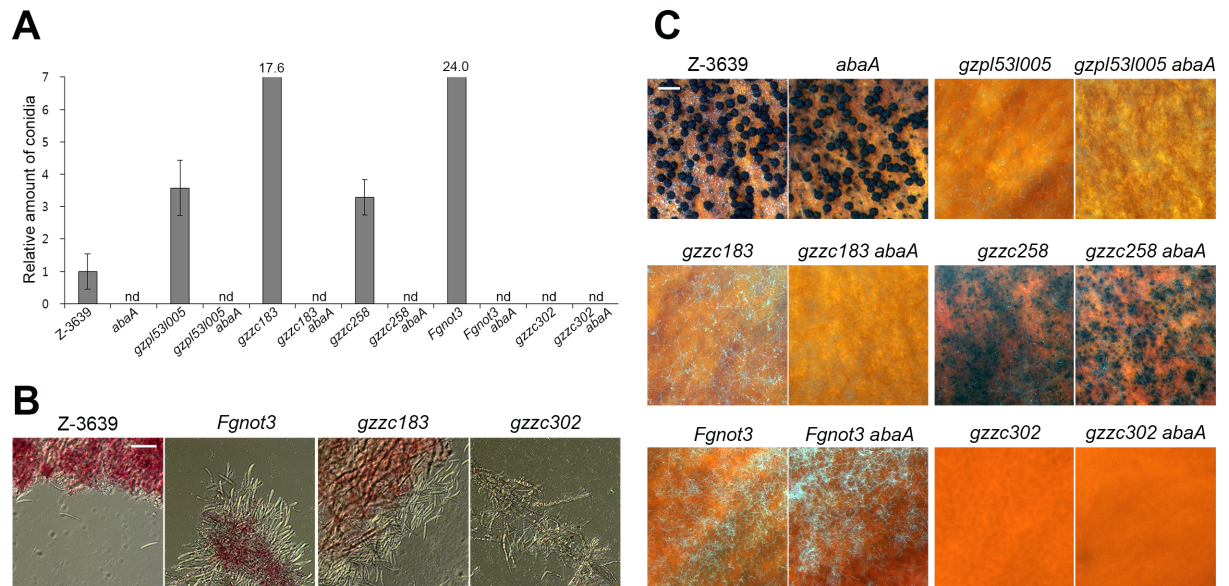 A
17.6
24.0
7
6
5
4
3
2
1
0
Relative amount of conidia
nd
nd
nd
nd
nd
nd
nd
Z-3639
abaA
gzpl53l005
gzpl53l005 abaA
gzzc183
gzzc183 abaA
gzzc258
gzzc258 abaA
Fgnot3
Fgnot3 abaA
gzzc302
gzzc302 abaA
B
Z-3639
Fgnot3
gzzc183
gzzc302
C
Z-3639
abaA
gzpl53l005
gzpl53l005 abaA
gzzc183
gzzc183 abaA
gzzc258
gzzc258 abaA
Fgnot3
Fgnot3 abaA
gzzc302
gzzc302 abaA